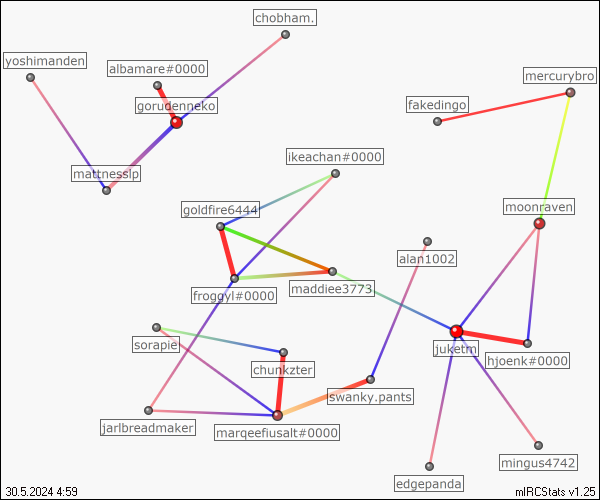 chobham.
yoshimanden
albamare#0000
mercurybro
gorudenneko
fakedingo
ikeachan#0000
mattnesslp
goldfire6444
moonraven
alan1002
froggyl#0000
maddiee3773
sorapie
juketm
hjoenk#0000
chunkzter
swanky.pants
jarlbreadmaker
marqeefiusalt#0000
mingus4742
edgepanda
30.5.2024 4:59
mIRCStats v1.25